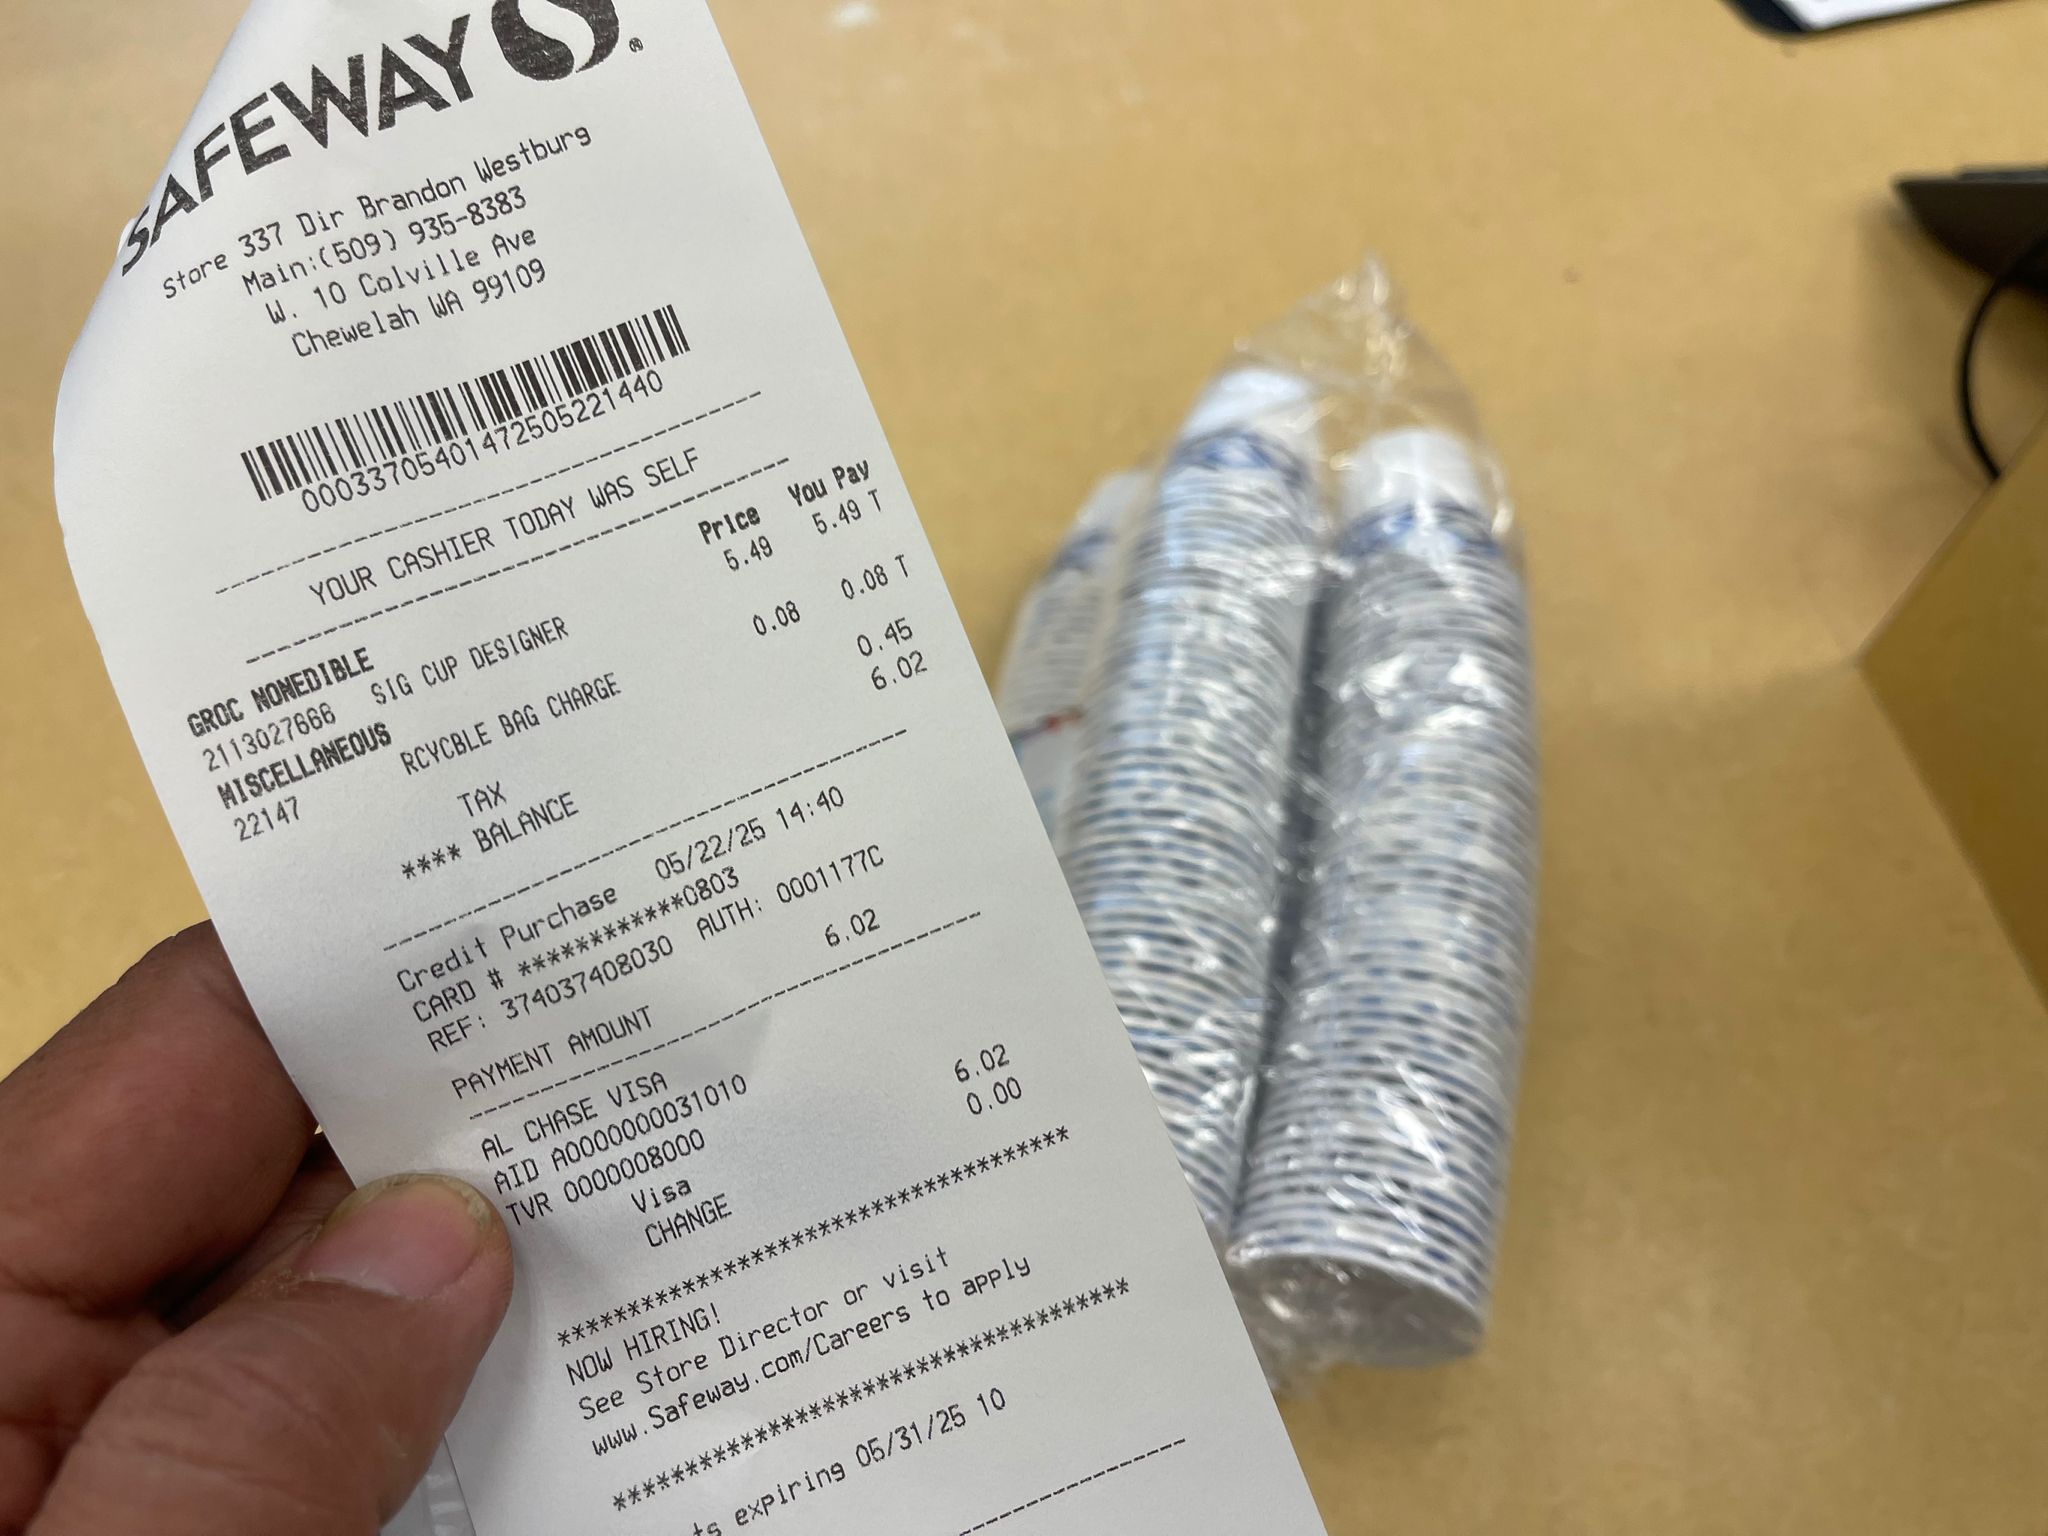 SAFEWAY ®
Store 337 Dir Brandon Westburg
Main:(509) 935-8383
W. 10 Colville Ave
Chewelah WA 99109
00033705401472505221440
YOUR CASHIER TODAY WAS SELF
Price You Pay
GROC NONEDIBLE
2113027666 SIG CUP DESIGNER 5.49 5.49 T
MISCELLANEOUS
22147 RCYCBLE BAG CHARGE 0.08 0.08 T
TAX 0.45
**** BALANCE 6.02
Credit Purchase 05/22/25 14:40
CARD # ************0803
REF: 374037408030 AUTH: 0001177C
PAYMENT AMOUNT 6.02
AL CHASE VISA
AID A0000000031010
TVR 0000008000
Visa 6.02
CHANGE 0.00
****************************************
NOW HIRING!
See Store Director or visit
www.Safeway.com/Careers to apply
****************************************
ts expiring 05/31/25 10